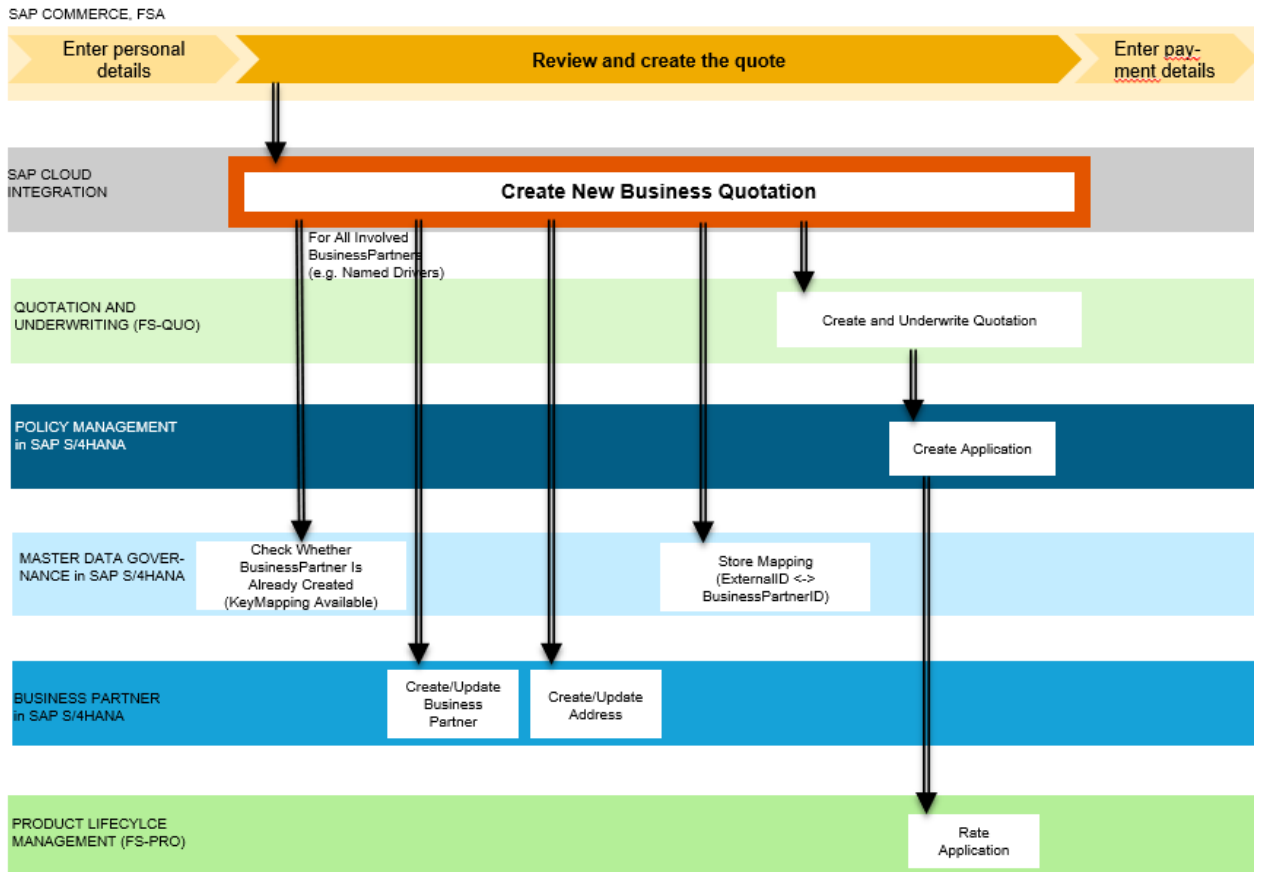 SAP COMMERCE, FSA
Enter personal
details
Review and create the quote
Enter pay-
ment details
SAP CLOUD
INTEGRATION
Create New Business Quotation
For All Involved
BusinessPartners
(e.g. Named Drivers)
QUOTATION AND
UNDERWRITING (FS-QUO)
Create and Underwrite Quotation
POLICY MANAGEMENT
in SAP S/4HANA
Create Application
MASTER DATA GOVER-
NANCE in SAP S/4HANA
Check Whether
BusinessPartner Is
Already Created
(KeyMapping Available)
Store Mapping
(ExternalID <->
BusinessPartnerID)
BUSINESS PARTNER
in SAP S/4HANA
Create/Update
Business
Partner
Create/Update
Address
PRODUCT LIFECYLCE
MANAGEMENT (FS-PRO)
Rate
Application